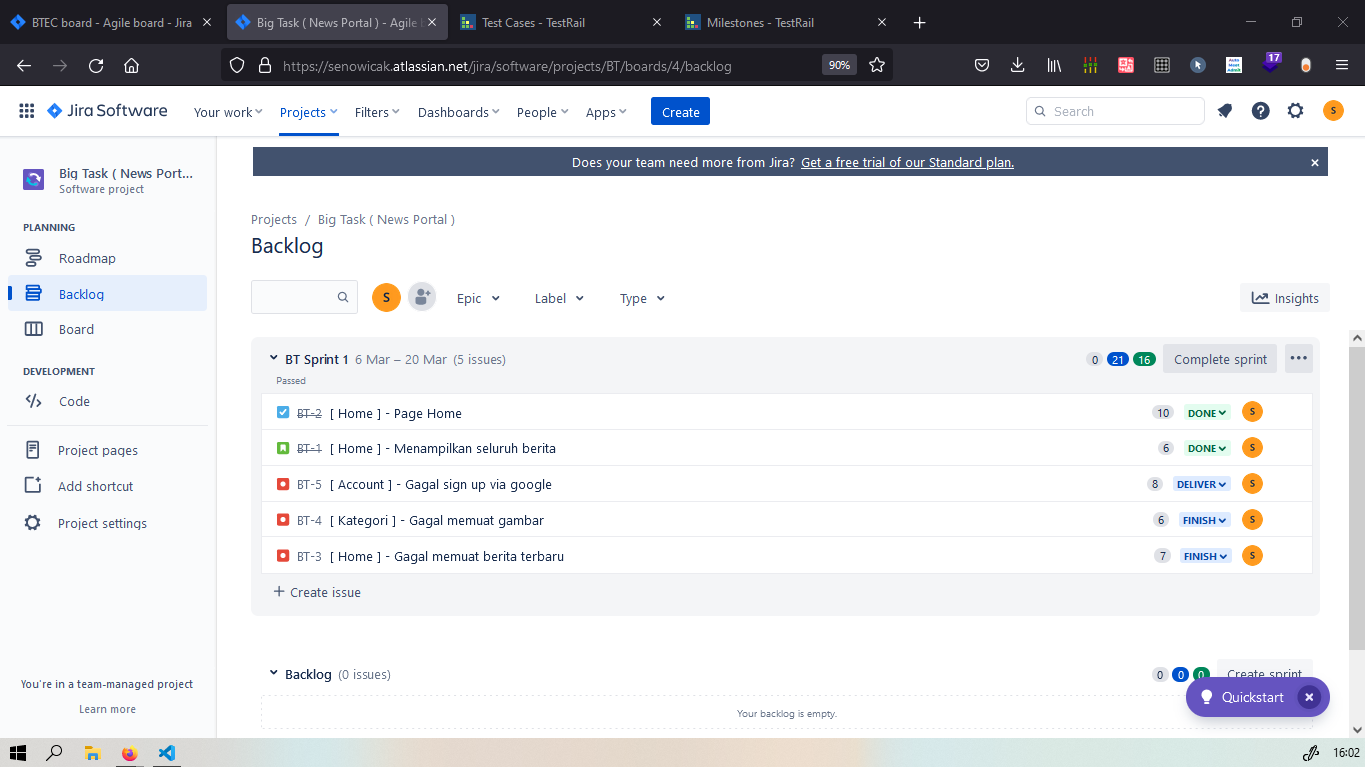 BTEC board - Agile board - Jira
Big Task ( News Portal ) - Agile
Test Cases - TestRail
Milestones - TestRail
https://senowicak.atlassian.net/jira/software/projects/BT/boards/4/backlog
90%
17
Jira Software
Your work
Projects
Filters
Dashboards
People
Apps
Create
Search
S
Big Task ( News Port...
Software project
PLANNING
Roadmap
Backlog
Board
DEVELOPMENT
Code
Project pages
Add shortcut
Project settings
You're in a team-managed project
Learn more
Does your team need more from Jira? Get a free trial of our Standard plan.
Projects / Big Task ( News Portal )
Backlog
S
Epic
Label
Type
Insights
BT Sprint 1 6 Mar – 20 Mar (5 issues)
0 21 16
Complete sprint
Passed
BT-2 [ Home ] - Page Home 10 DONE S
BT-1 [ Home ] - Menampilkan seluruh berita 6 DONE S
BT-5 [ Account ] - Gagal sign up via google 8 DELIVER S
BT-4 [ Kategori ] - Gagal memuat gambar 6 FINISH S
BT-3 [ Home ] - Gagal memuat berita terbaru 7 FINISH S
+ Create issue
Backlog (0 issues)
0 0 0
Create sprint
Your backlog is empty.
Quickstart
16:02